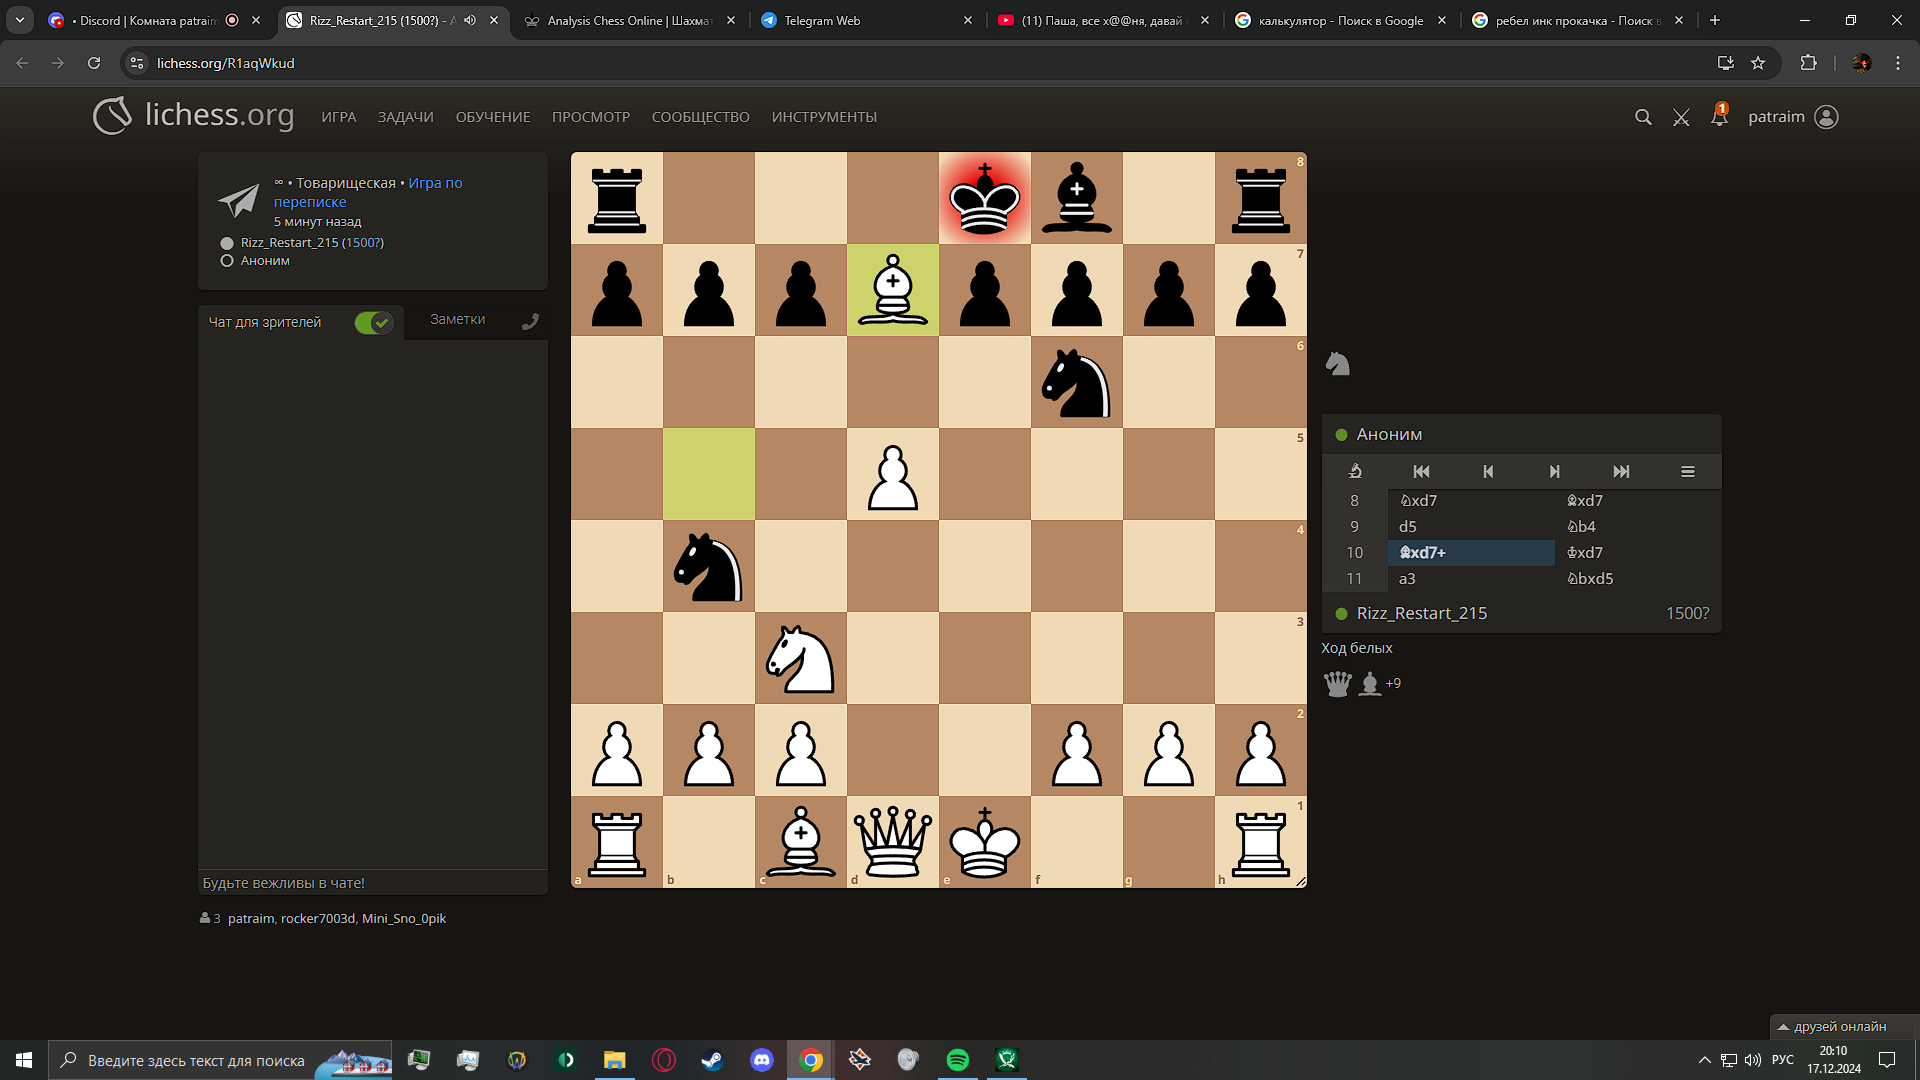 • Discord | Комната patraim
Rizz_Restart_215 (1500?) - А
Analysis Chess Online | Шахмат
Telegram Web
(11) Паша, все х@@ня, давай
калькулятор - Поиск в Google
ребел инк прокачка - Поиск в
lichess.org/R1aqWkud
lichess.org
ИГРА
ЗАДАЧИ
ОБУЧЕНИЕ
ПРОСМОТР
СООБЩЕСТВО
ИНСТРУМЕНТЫ
1
patraim
∞ • Товарищеская • Игра по
переписке
5 минут назад
Rizz_Restart_215 (1500?)
Аноним
Чат для зрителей
Заметки
Будьте вежливы в чате!
3 patraim, rocker7003d, Mini_Sno_0pik
8
7
6
5
4
3
2
1
a b c d e f g h
Аноним
8 ♘xd7 ♝xd7
9 d5 ♘b4
10 ♝xd7+ ♔xd7
11 a3 ♘bxd5
Rizz_Restart_215 1500?
Ход белых
+9
друзей онлайн
Введите здесь текст для поиска
РУС
20:10
17.12.2024